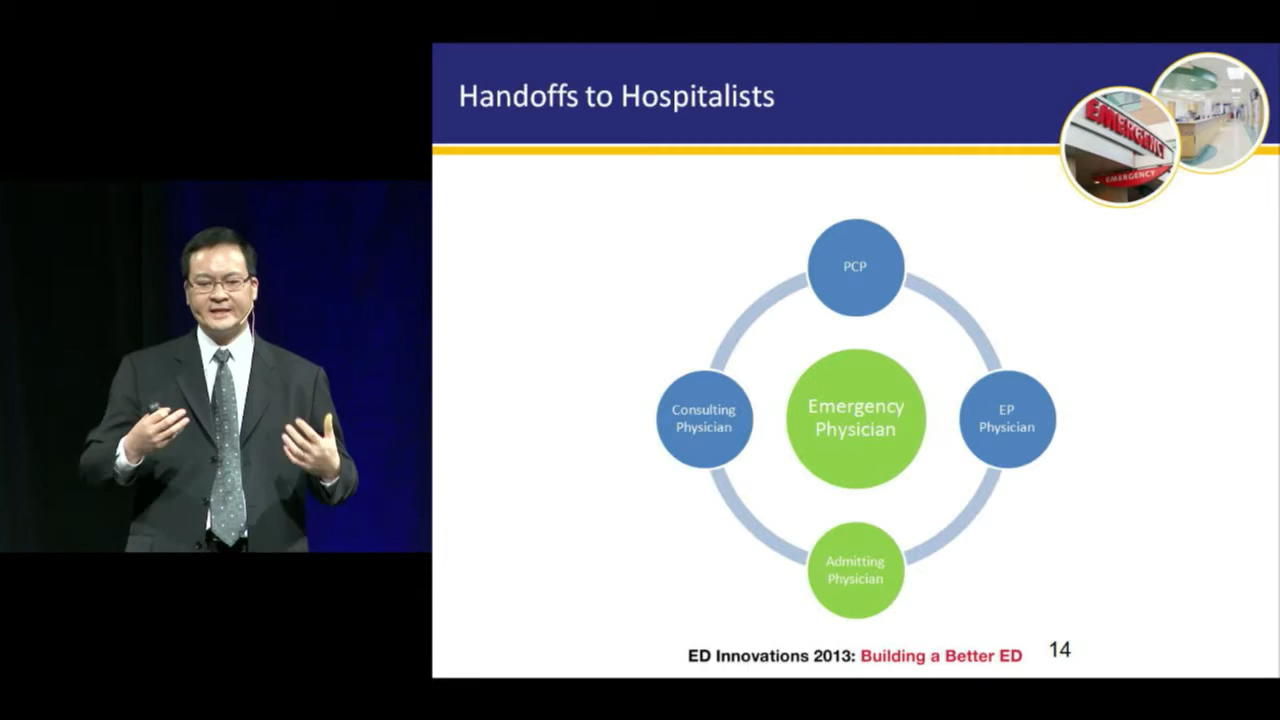 Handoffs to Hospitalists
EMERGENCY
EMERGENCY
PCP
Consulting
Physician
Emergency
Physician
EP
Physician
Admitting
Physician
ED Innovations 2013: Building a Better ED
14